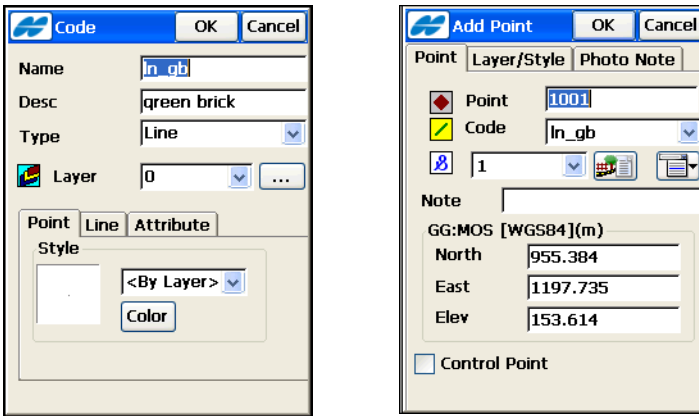 Code OK Cancel
Name ln_gb
Desc green brick
Type Line
Layer 0 ...
Point Line Attribute
Style
<By Layer>
Color
Add Point OK Cancel
Point Layer/Style Photo Note
Point 1001
Code ln_gb
1
Note
GG:MOS [WGS84](m)
North 955.384
East 1197.735
Elev 153.614
Control Point